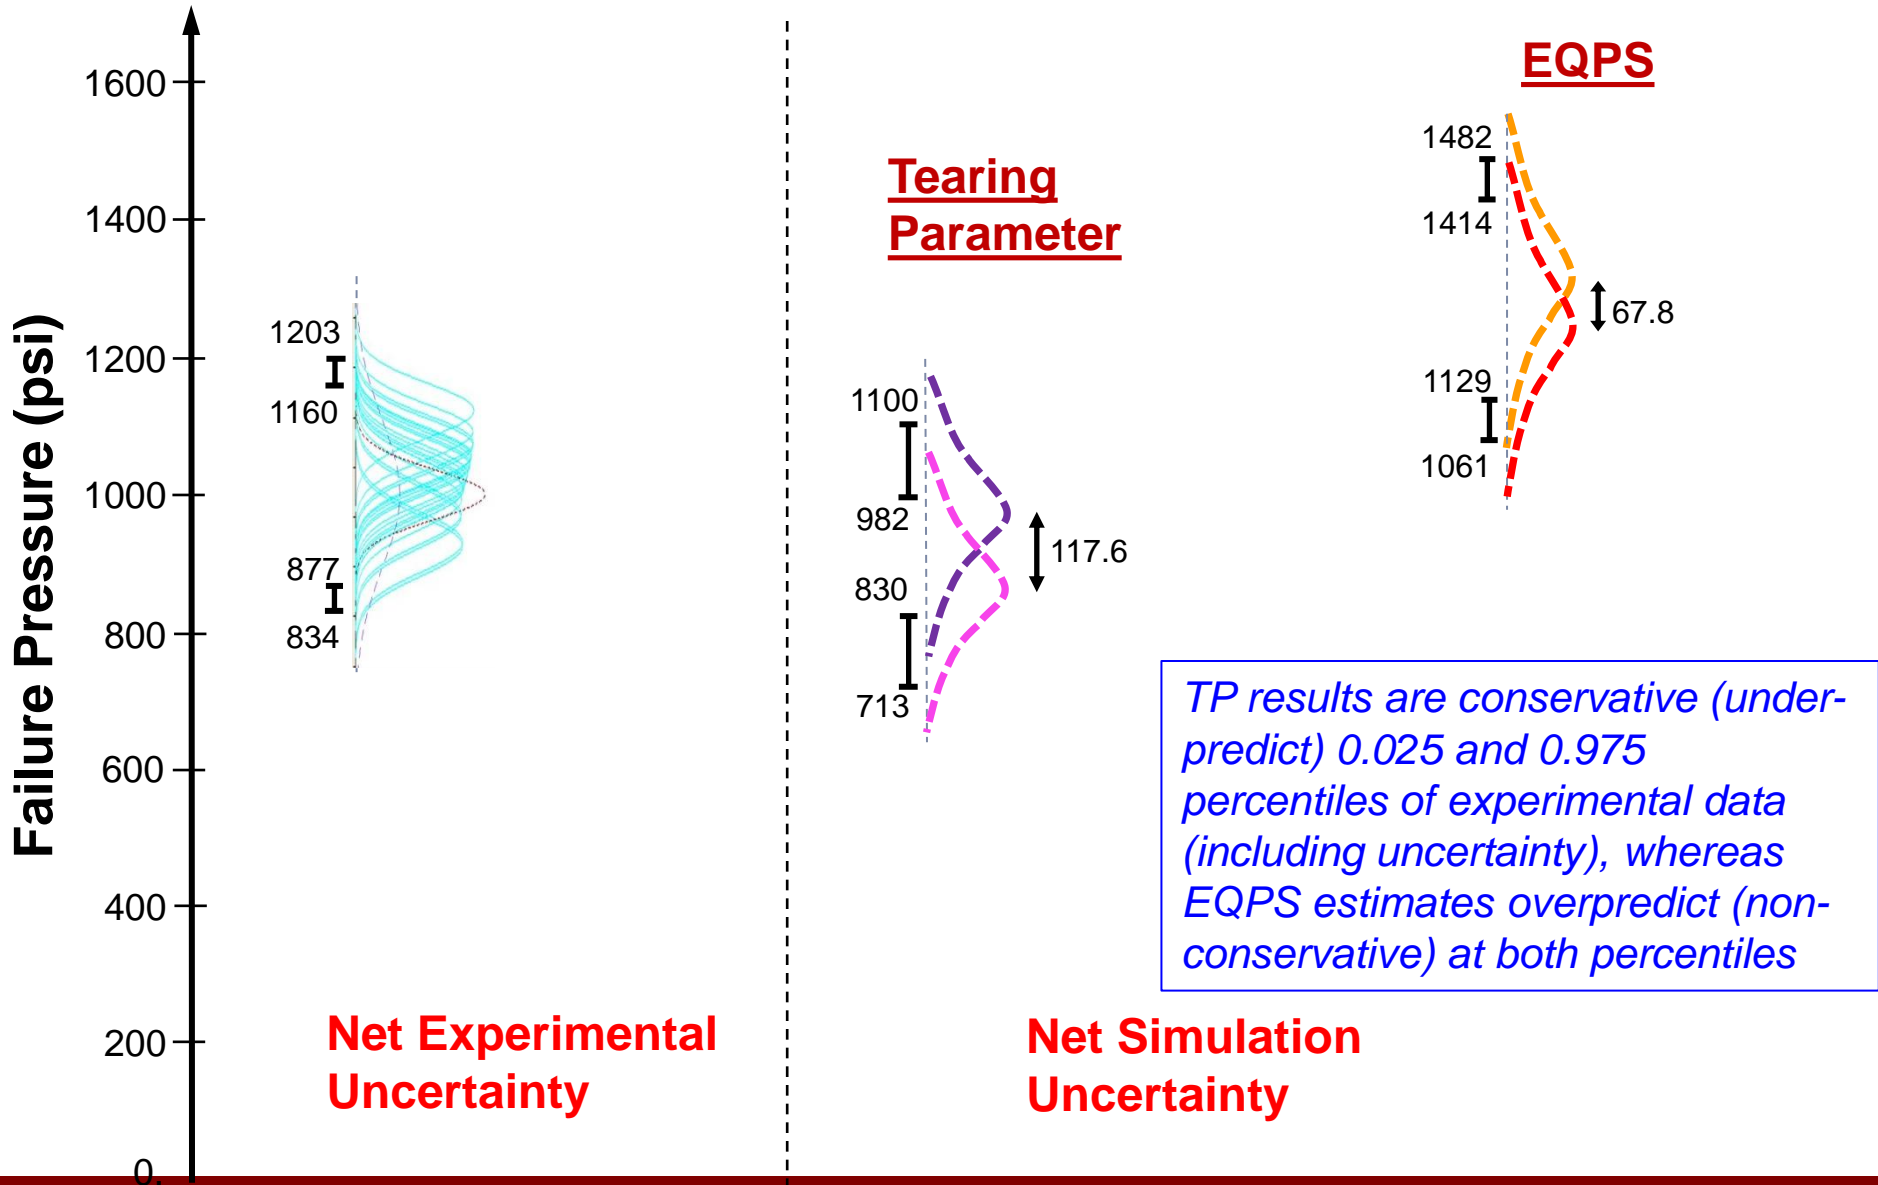 Failure Pressure (psi)
1600
1400
1200
1000
800
600
400
200
0.
1203
1160
877
834
Net Experimental
Uncertainty
Tearing
Parameter
1100
982
830
713
117.6
EQPS
1482
1414
1129
1061
67.8
TP results are conservative (under-
predict) 0.025 and 0.975
percentiles of experimental data
(including uncertainty), whereas
EQPS estimates overpredict (non-
conservative) at both percentiles
Net Simulation
Uncertainty